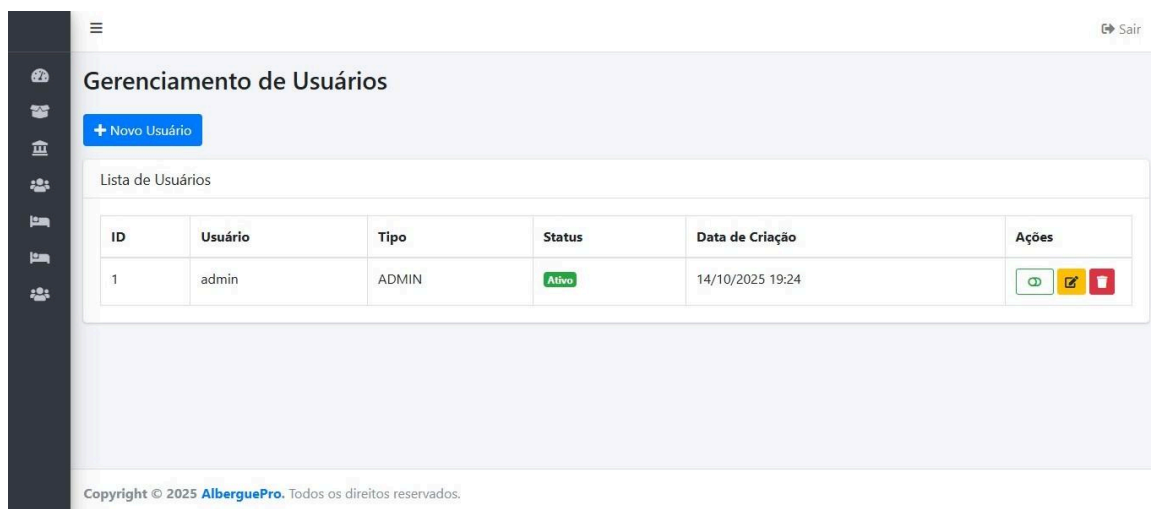 Sair
Gerenciamento de Usuários
Novo Usuário
Lista de Usuários
ID Usuário Tipo Status Data de Criação Ações
1 admin ADMIN Ativo 14/10/2025 19:24
Copyright © 2025 AlberguePro. Todos os direitos reservados.